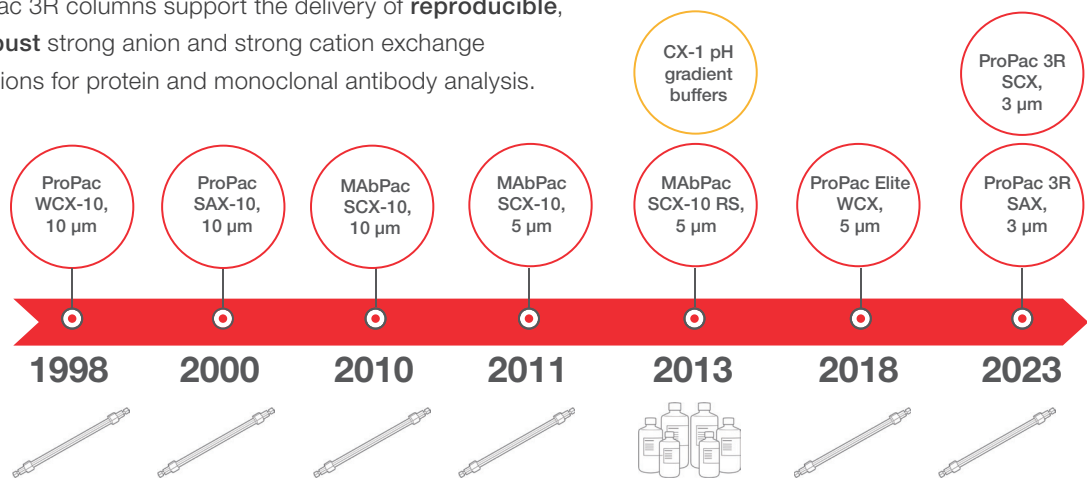 3R columns support the delivery of reproducible,
strong anion and strong cation exchange
for protein and monoclonal antibody analysis.
CX-1 pH
gradient
buffers
ProPac 3R
SCX,
3 µm
ProPac
WCX-10,
10 µm
ProPac
SAX-10,
10 µm
MAbPac
SCX-10,
10 µm
MAbPac
SCX-10,
5 µm
MAbPac
SCX-10 RS,
5 µm
ProPac Elite
WCX,
5 µm
ProPac 3R
SAX,
3 µm
1998
2000
2010
2011
2013
2018
2023